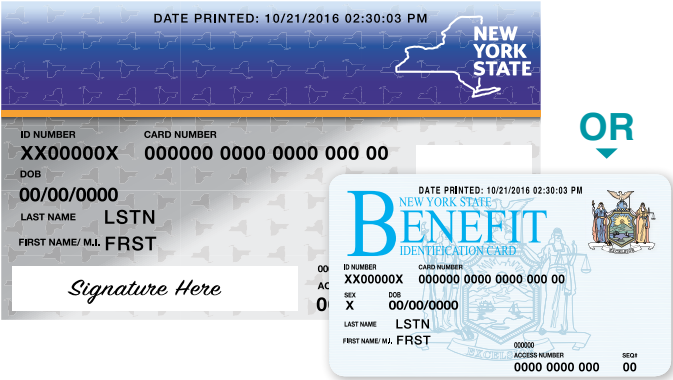 DATE PRINTED: 10/21/2016 02:30:03 PM
NEW
YORK
STATE
ID NUMBER CARD NUMBER
XX00000X 000000 0000 0000 000 00
DOB
00/00/0000
LAST NAME LSTN
FIRST NAME/ M.I. FRST
Signature Here
00
AC
0
OR
DATE PRINTED: 10/21/2016 02:30:03 PM
NEW YORK STATE
BENEFIT
IDENTIFICATION CARD
ID NUMBER CARD NUMBER
XX00000X 000000 0000 0000 000 00
SEX DOB
X 00/00/0000
LAST NAME LSTN
FIRST NAME/ M.I. FRST
EXCELSIOR
000000
ACCESS NUMBER SEQ#
0000 0000 000 00